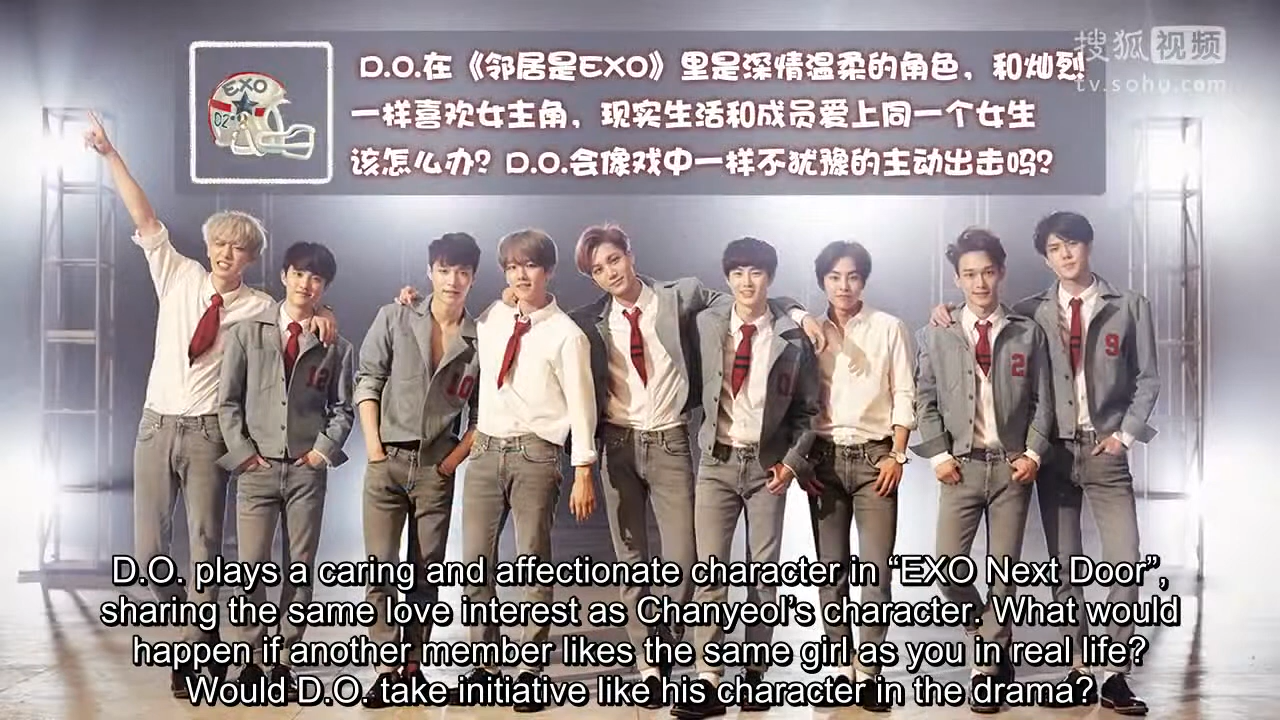 搜狐视频
tv.sohu.com
D.O.在《邻居是EXO》里是深情温柔的角色，和灿烈
一样喜欢女主角，现实生活和成员爱上同一个女生
该怎么办？D.O.会像戏中一样不犹豫的主动出击吗？
EXO
12
10
0
2
9
D.O. plays a caring and affectionate character in “EXO Next Door”,
sharing the same love interest as Chanyeol’s character. What would
happen if another member likes the same girl as you in real life?
Would D.O. take initiative like his character in the drama?